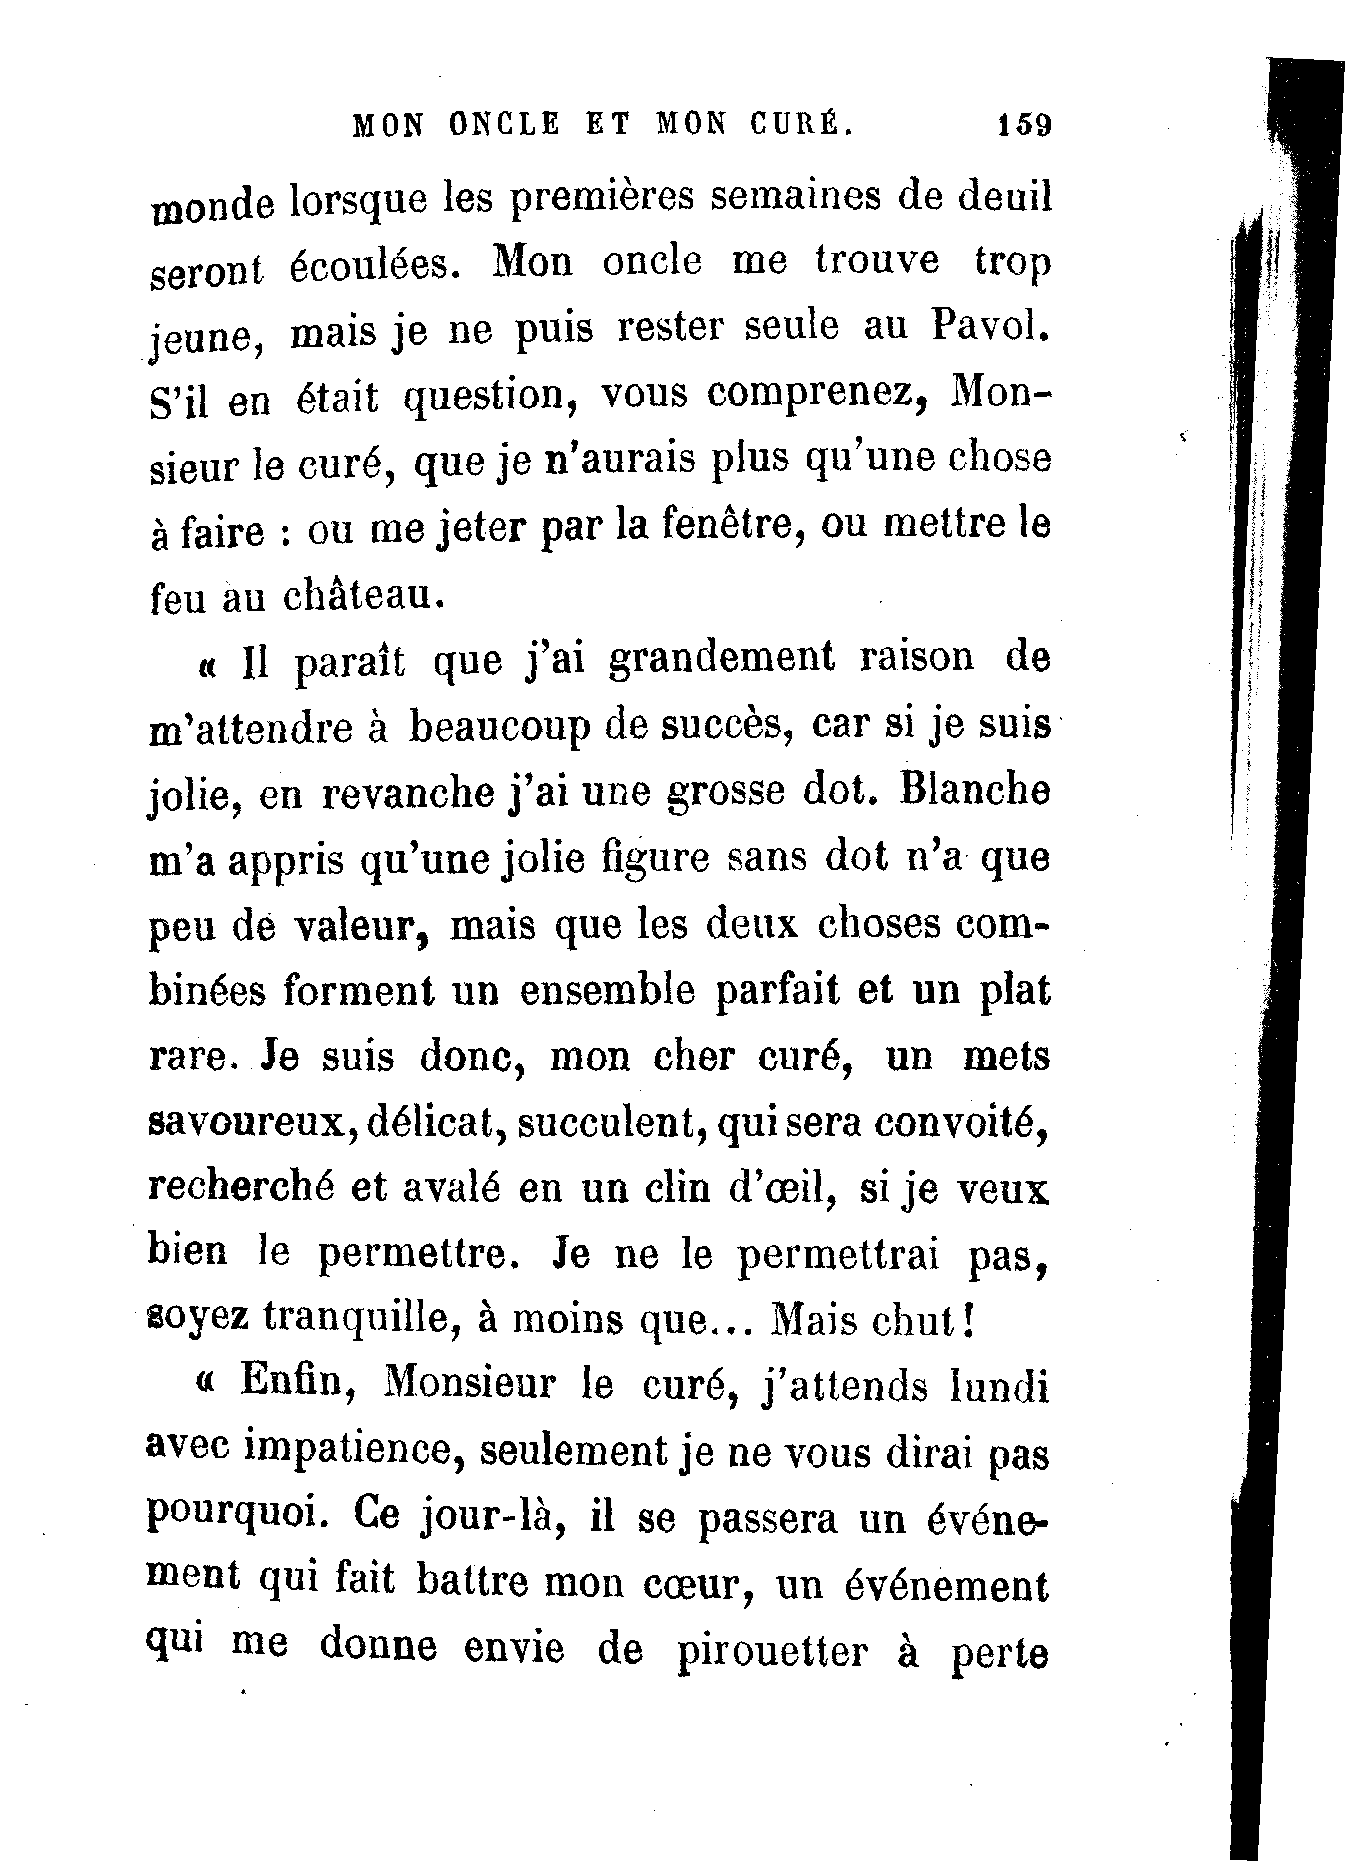 MON ONCLE ET MON CURÉ. 159
monde lorsque les premières semaines de deuil
seront écoulées. Mon oncle me trouve trop
jeune, mais je ne puis rester seule au Pavol.
S'il en était question, vous comprenez, Mon-
sieur le curé, que je n'aurais plus qu'une chose
à faire : ou me jeter par la fenêtre, ou mettre le
feu au château.
« Il paraît que j'ai grandement raison de
m'attendre à beaucoup de succès, car si je suis
jolie, en revanche j'ai une grosse dot. Blanche
m'a appris qu'une jolie figure sans dot n'a que
peu de valeur, mais que les deux choses com-
binées forment un ensemble parfait et un plat
rare. Je suis donc, mon cher curé, un mets
savoureux, délicat, succulent, qui sera convoité,
recherché et avalé en un clin d'œil, si je veux
bien le permettre. Je ne le permettrai pas,
soyez tranquille, à moins que... Mais chut!
« Enfin, Monsieur le curé, j'attends lundi
avec impatience, seulement je ne vous dirai pas
pourquoi. Ce jour-là, il se passera un événe-
ment qui fait battre mon cœur, un événement
qui me donne envie de pirouetter à perte